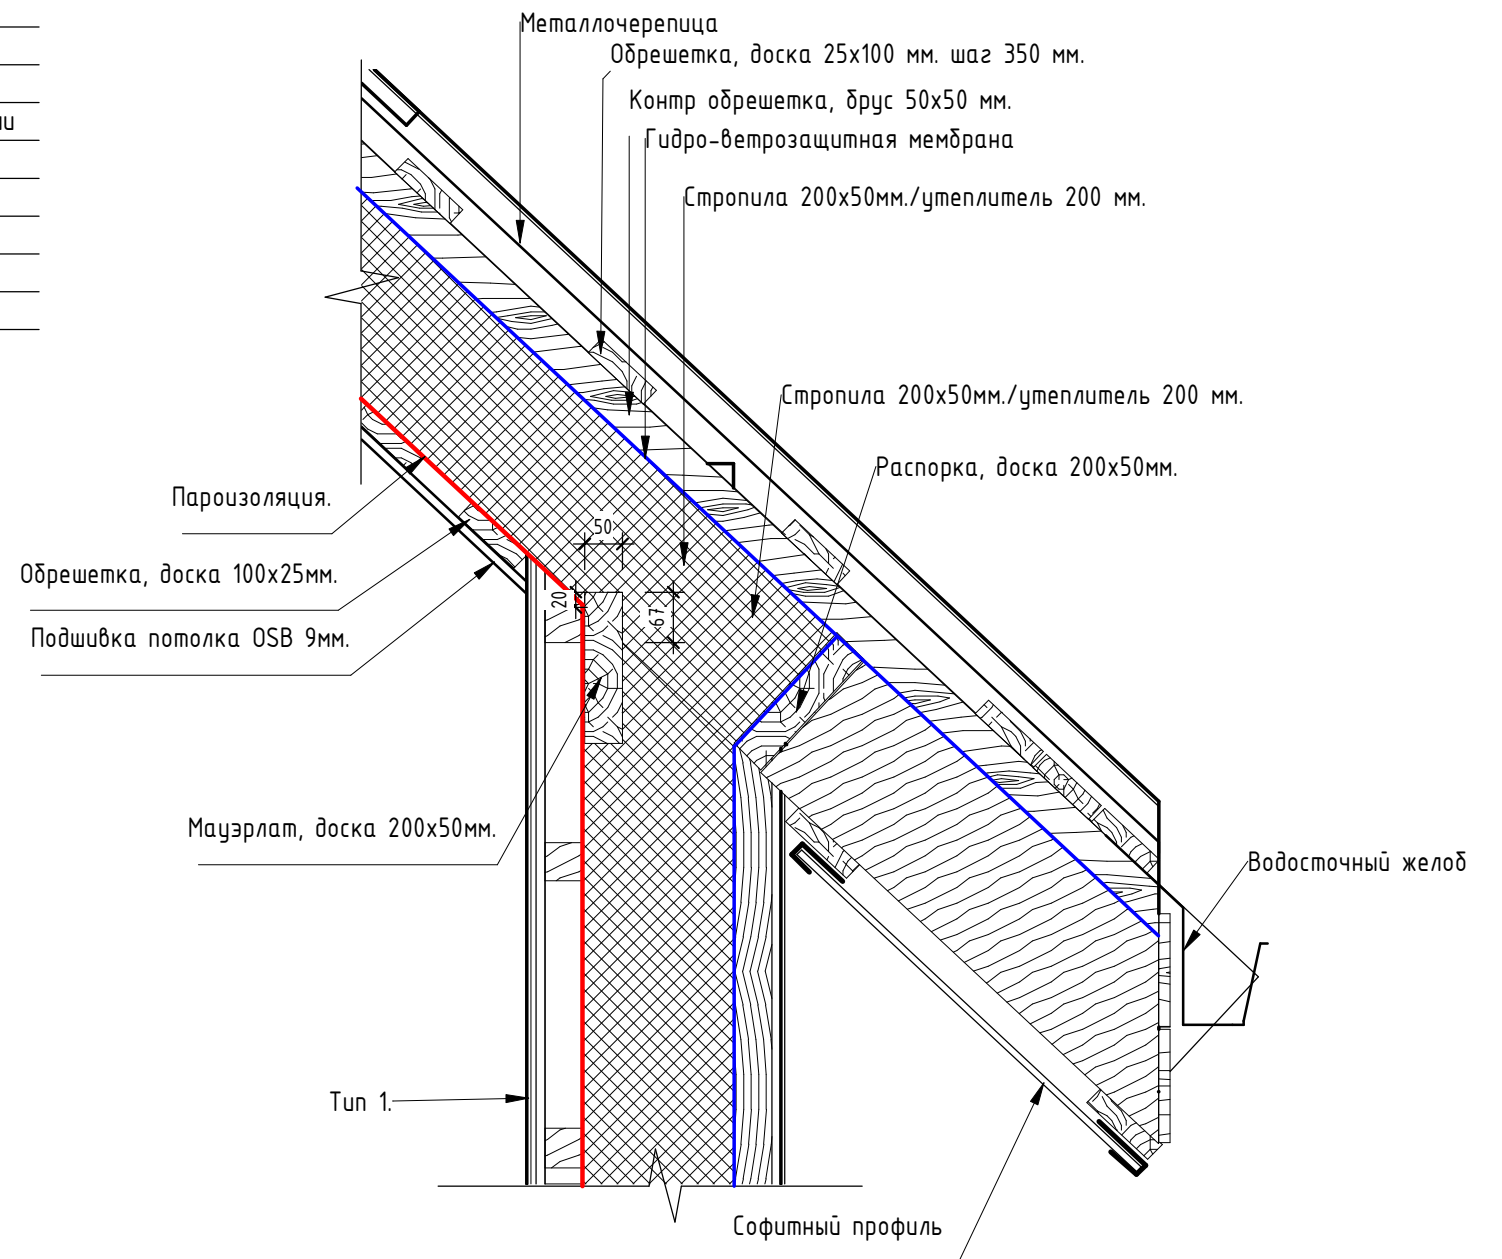 Металлочерепица
Обрешетка, доска 25х100 мм. шаг 350 мм.
Контр обрешетка, брус 50х50 мм.
ии
Гидро-ветрозащитная мембрана
Стропила 200х50мм./утеплитель 200 мм.
Стропила 200х50мм./утеплитель 200 мм.
Распорка, доска 200х50мм.
Пароизоляция.
50
Обрешетка, доска 100х25мм.
20
67
Подшивка потолка OSB 9мм.
Мауэрлат, доска 200х50мм.
Водосточный желоб
Тип 1.
Софитный профиль